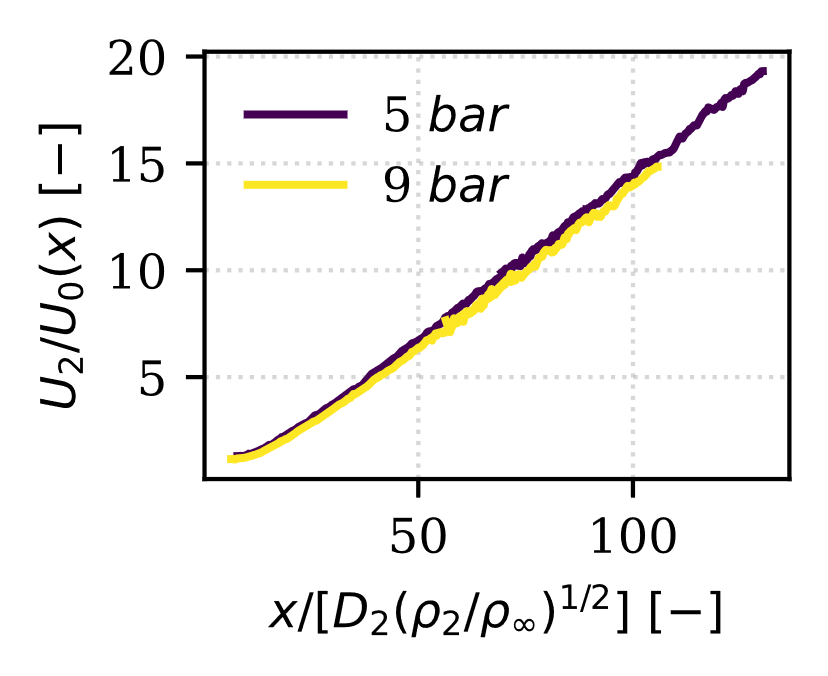 20
15
10
5
U₂/U₀(x) [−]
5 bar
9 bar
50 100
x/[D₂(ρ₂/ρ∞)¹/²] [−]